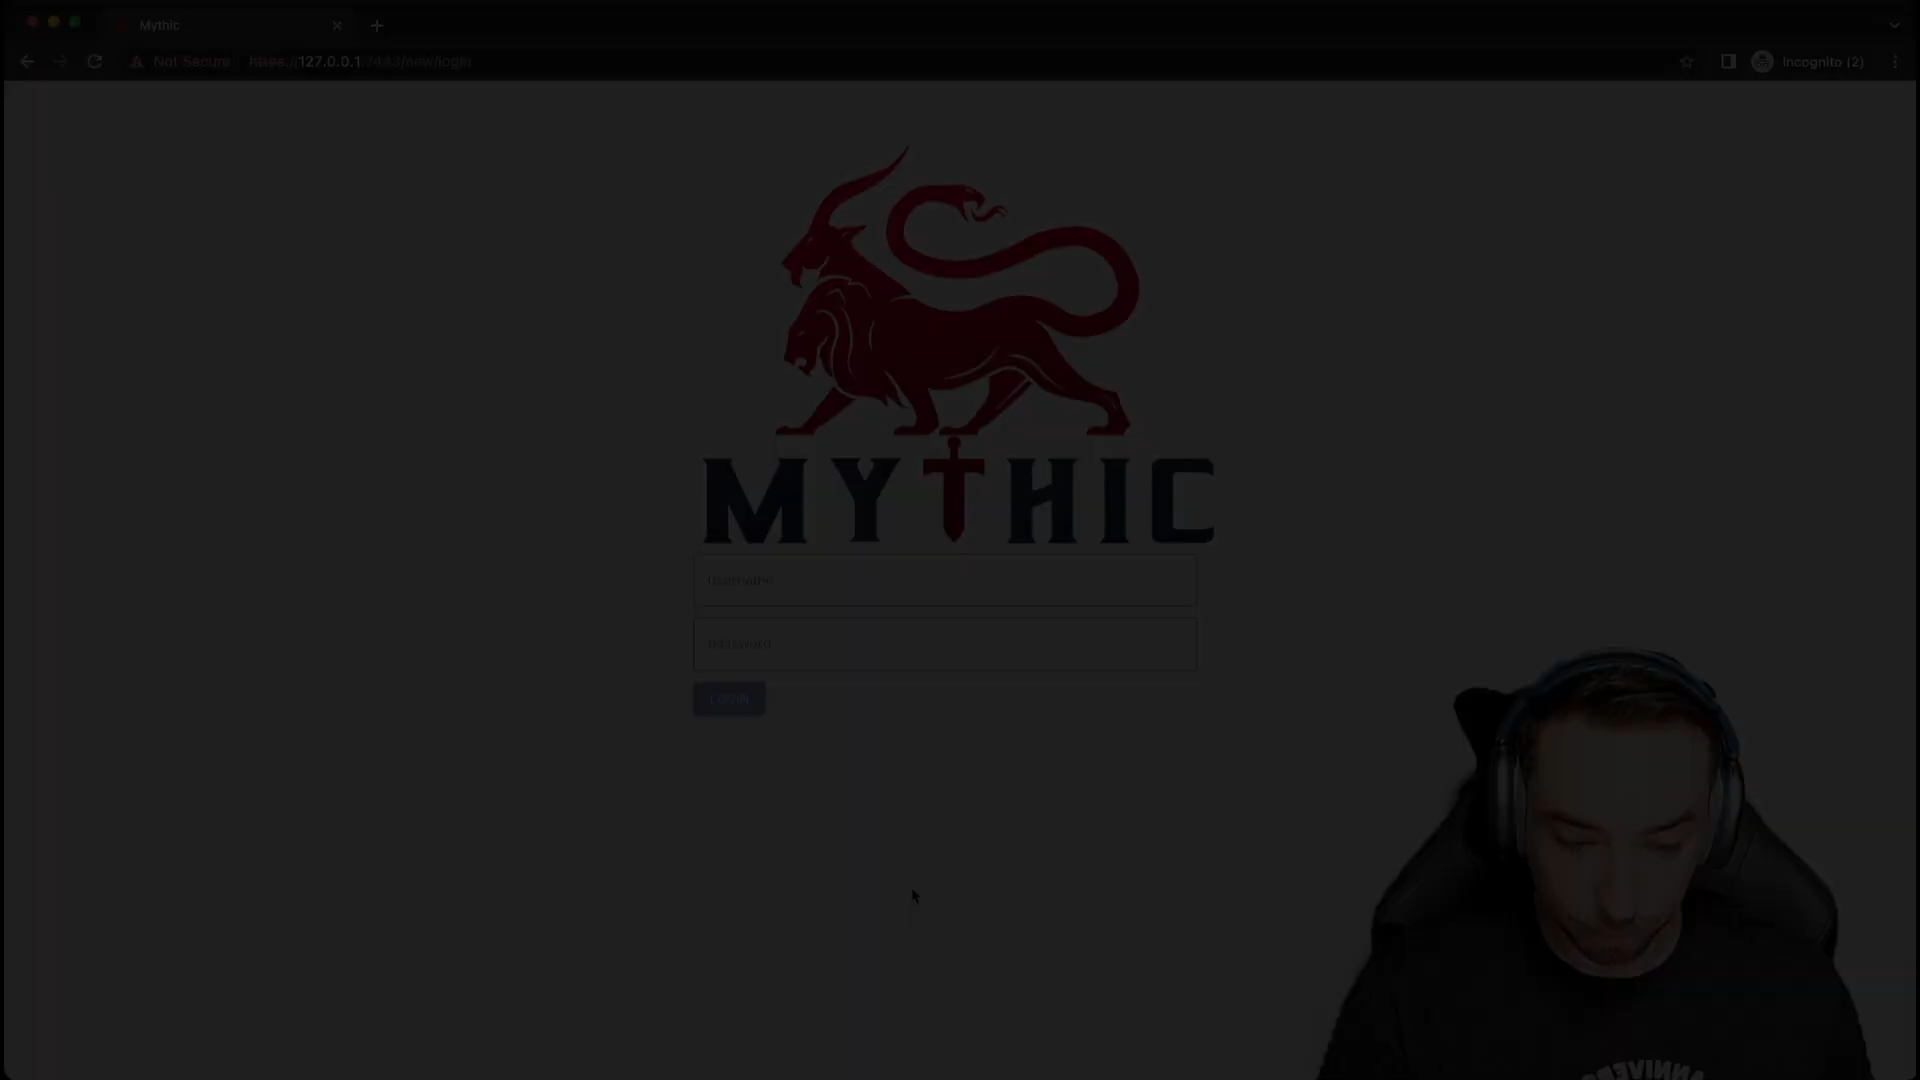 Mythic
Not Secure https://127.0.0.1:7443/new/login
Incognito (2)
MYTHIC
Username
Password
LOGIN